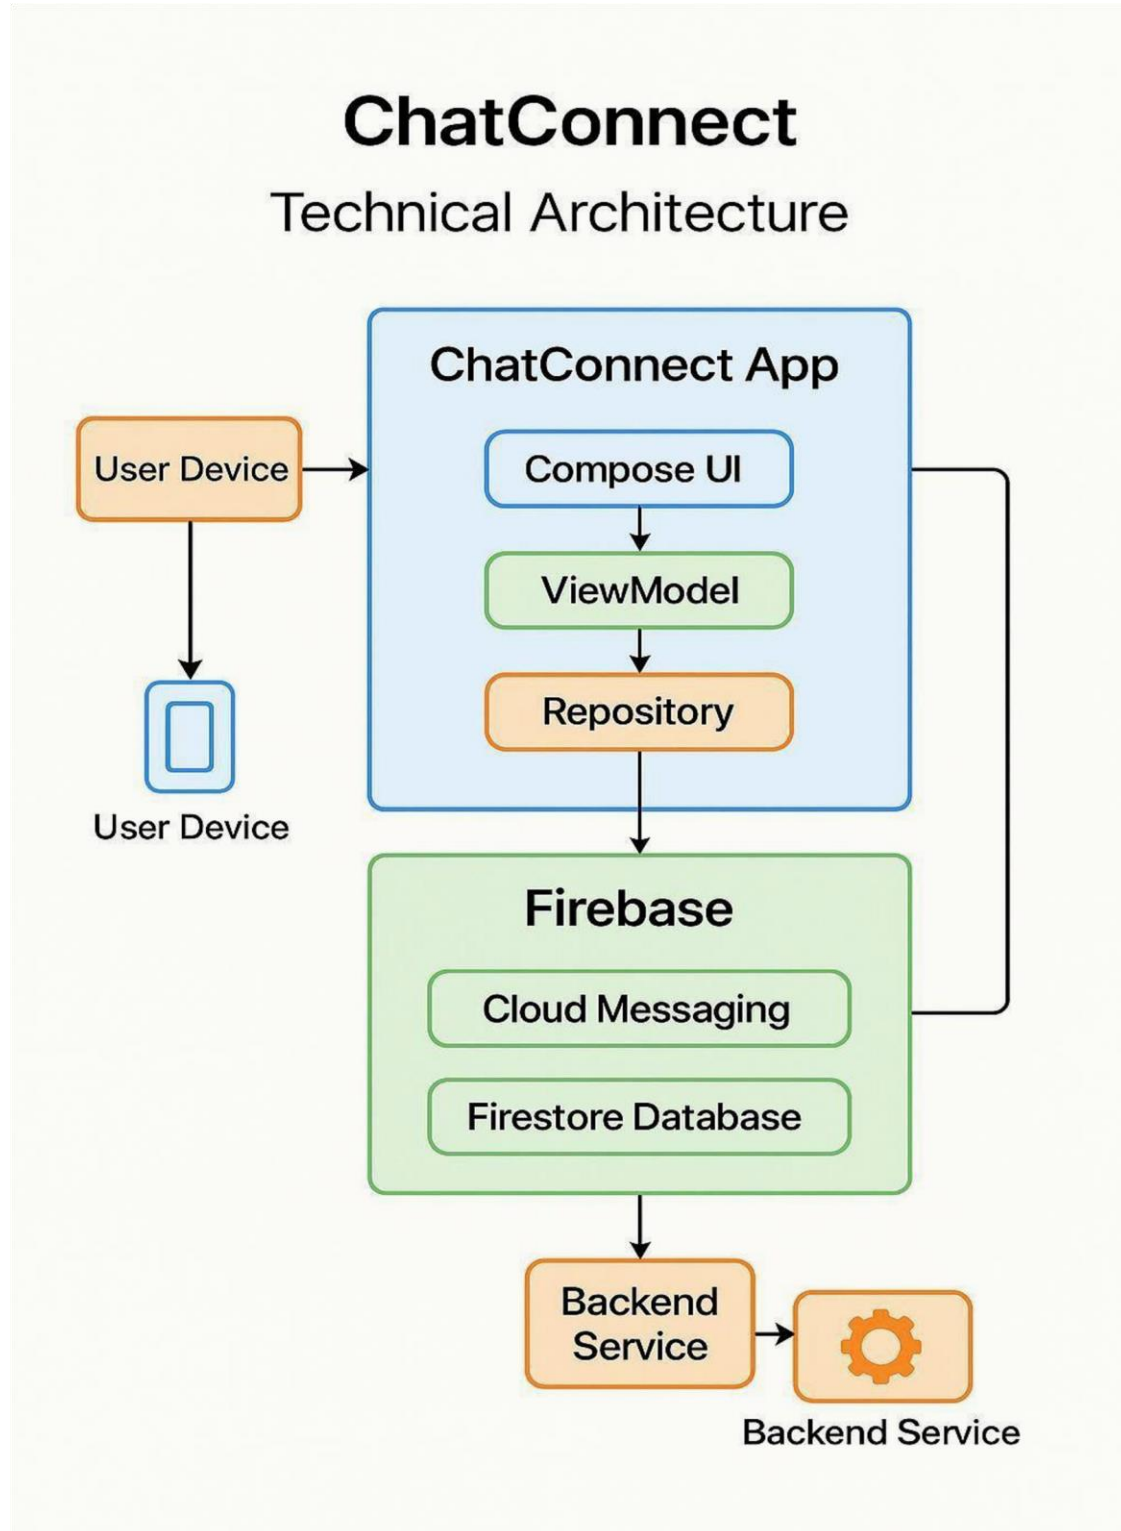 ChatConnect
Technical Architecture
ChatConnect App
User Device
Compose UI
ViewModel
Repository
User Device
Firebase
Cloud Messaging
Firestore Database
Backend
Service
Backend Service